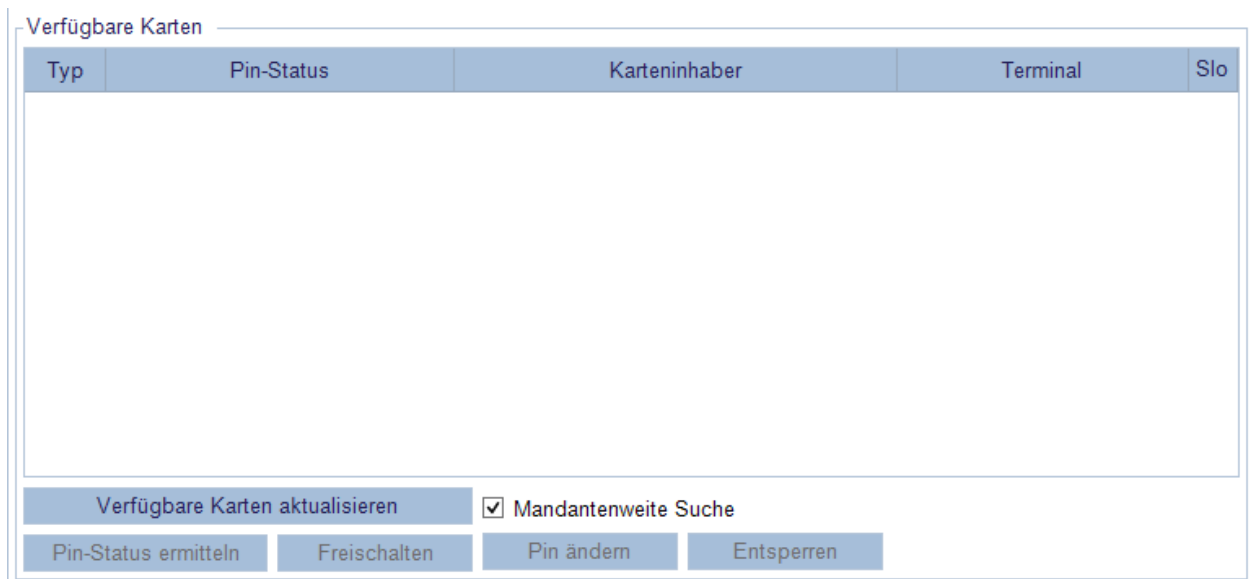 Verfügbare Karten
Typ Pin-Status Karteninhaber Terminal Slo
Verfügbare Karten aktualisieren Mandantenweite Suche
Pin-Status ermitteln Freischalten Pin ändern Entsperren